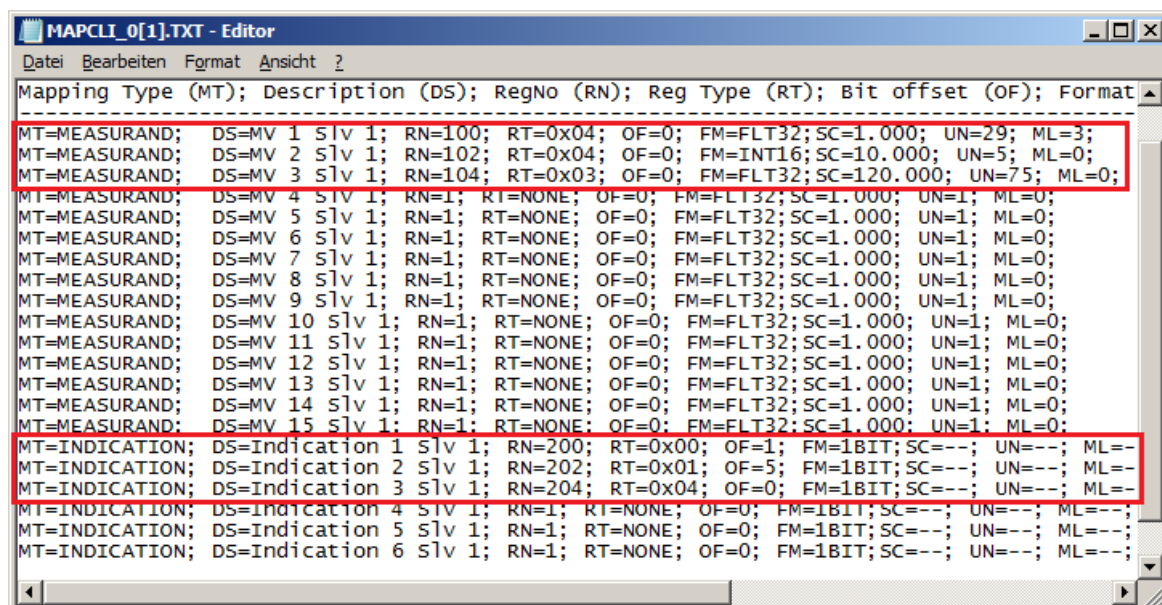 MAPCLI_0[1].TXT - Editor
Datei Bearbeiten Format Ansicht ?
Mapping Type (MT); Description (DS); RegNo (RN); Reg Type (RT); Bit offset (OF); Format
--------------------------------------------------------------------------------
MT=MEASURAND; DS=MV 1 Slv 1; RN=100; RT=0x04; OF=0; FM=FLT32;SC=1.000; UN=29; ML=3;
MT=MEASURAND; DS=MV 2 Slv 1; RN=102; RT=0x04; OF=0; FM=INT16;SC=10.000; UN=5; ML=0;
MT=MEASURAND; DS=MV 3 Slv 1; RN=104; RT=0x03; OF=0; FM=FLT32;SC=120.000; UN=75; ML=0;
MT=MEASURAND; DS=MV 4 Slv 1; RN=1; RT=NONE; OF=0; FM=FLT32;SC=1.000; UN=1; ML=0;
MT=MEASURAND; DS=MV 5 Slv 1; RN=1; RT=NONE; OF=0; FM=FLT32;SC=1.000; UN=1; ML=0;
MT=MEASURAND; DS=MV 6 Slv 1; RN=1; RT=NONE; OF=0; FM=FLT32;SC=1.000; UN=1; ML=0;
MT=MEASURAND; DS=MV 7 Slv 1; RN=1; RT=NONE; OF=0; FM=FLT32;SC=1.000; UN=1; ML=0;
MT=MEASURAND; DS=MV 8 Slv 1; RN=1; RT=NONE; OF=0; FM=FLT32;SC=1.000; UN=1; ML=0;
MT=MEASURAND; DS=MV 9 Slv 1; RN=1; RT=NONE; OF=0; FM=FLT32;SC=1.000; UN=1; ML=0;
MT=MEASURAND; DS=MV 10 Slv 1; RN=1; RT=NONE; OF=0; FM=FLT32;SC=1.000; UN=1; ML=0;
MT=MEASURAND; DS=MV 11 Slv 1; RN=1; RT=NONE; OF=0; FM=FLT32;SC=1.000; UN=1; ML=0;
MT=MEASURAND; DS=MV 12 Slv 1; RN=1; RT=NONE; OF=0; FM=FLT32;SC=1.000; UN=1; ML=0;
MT=MEASURAND; DS=MV 13 Slv 1; RN=1; RT=NONE; OF=0; FM=FLT32;SC=1.000; UN=1; ML=0;
MT=MEASURAND; DS=MV 14 Slv 1; RN=1; RT=NONE; OF=0; FM=FLT32;SC=1.000; UN=1; ML=0;
MT=MEASURAND; DS=MV 15 Slv 1; RN=1; RT=NONE; OF=0; FM=FLT32;SC=1.000; UN=1; ML=0;
MT=INDICATION; DS=Indication 1 Slv 1; RN=200; RT=0x00; OF=1; FM=1BIT;SC=--; UN=--; ML=-
MT=INDICATION; DS=Indication 2 Slv 1; RN=202; RT=0x01; OF=5; FM=1BIT;SC=--; UN=--; ML=-
MT=INDICATION; DS=Indication 3 Slv 1; RN=204; RT=0x04; OF=0; FM=1BIT;SC=--; UN=--; ML=-
MT=INDICATION; DS=Indication 4 Slv 1; RN=1; RT=NONE; OF=0; FM=1BIT;SC=--; UN=--; ML=--;
MT=INDICATION; DS=Indication 5 Slv 1; RN=1; RT=NONE; OF=0; FM=1BIT;SC=--; UN=--; ML=--;
MT=INDICATION; DS=Indication 6 Slv 1; RN=1; RT=NONE; OF=0; FM=1BIT;SC=--; UN=--; ML=--;